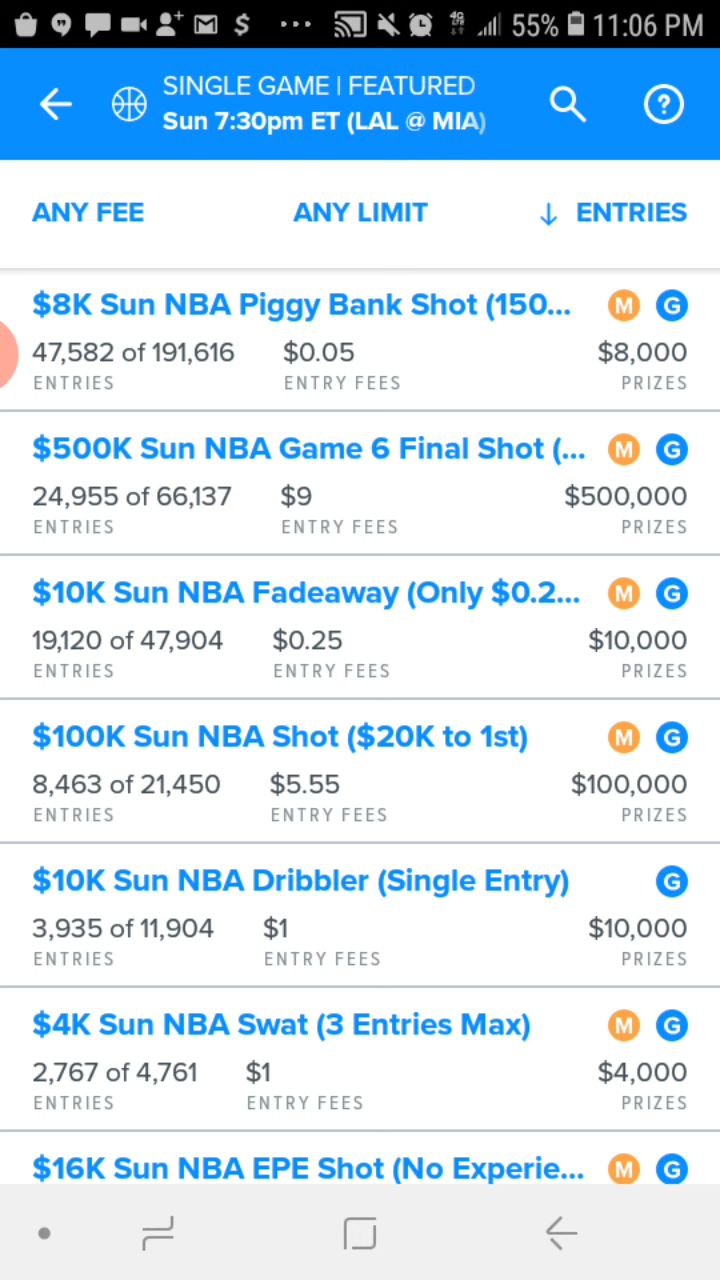 4G
55% 11:06 PM
SINGLE GAME | FEATURED
Sun 7:30pm ET (LAL @ MIA)
ANY FEE ANY LIMIT ↓ ENTRIES
$8K Sun NBA Piggy Bank Shot (150... M G
47,582 of 191,616 $0.05 $8,000
ENTRIES ENTRY FEES PRIZES
$500K Sun NBA Game 6 Final Shot (... M G
24,955 of 66,137 $9 $500,000
ENTRIES ENTRY FEES PRIZES
$10K Sun NBA Fadeaway (Only $0.2... M G
19,120 of 47,904 $0.25 $10,000
ENTRIES ENTRY FEES PRIZES
$100K Sun NBA Shot ($20K to 1st) M G
8,463 of 21,450 $5.55 $100,000
ENTRIES ENTRY FEES PRIZES
$10K Sun NBA Dribbler (Single Entry) G
3,935 of 11,904 $1 $10,000
ENTRIES ENTRY FEES PRIZES
$4K Sun NBA Swat (3 Entries Max) M G
2,767 of 4,761 $1 $4,000
ENTRIES ENTRY FEES PRIZES
$16K Sun NBA EPE Shot (No Experie... M G